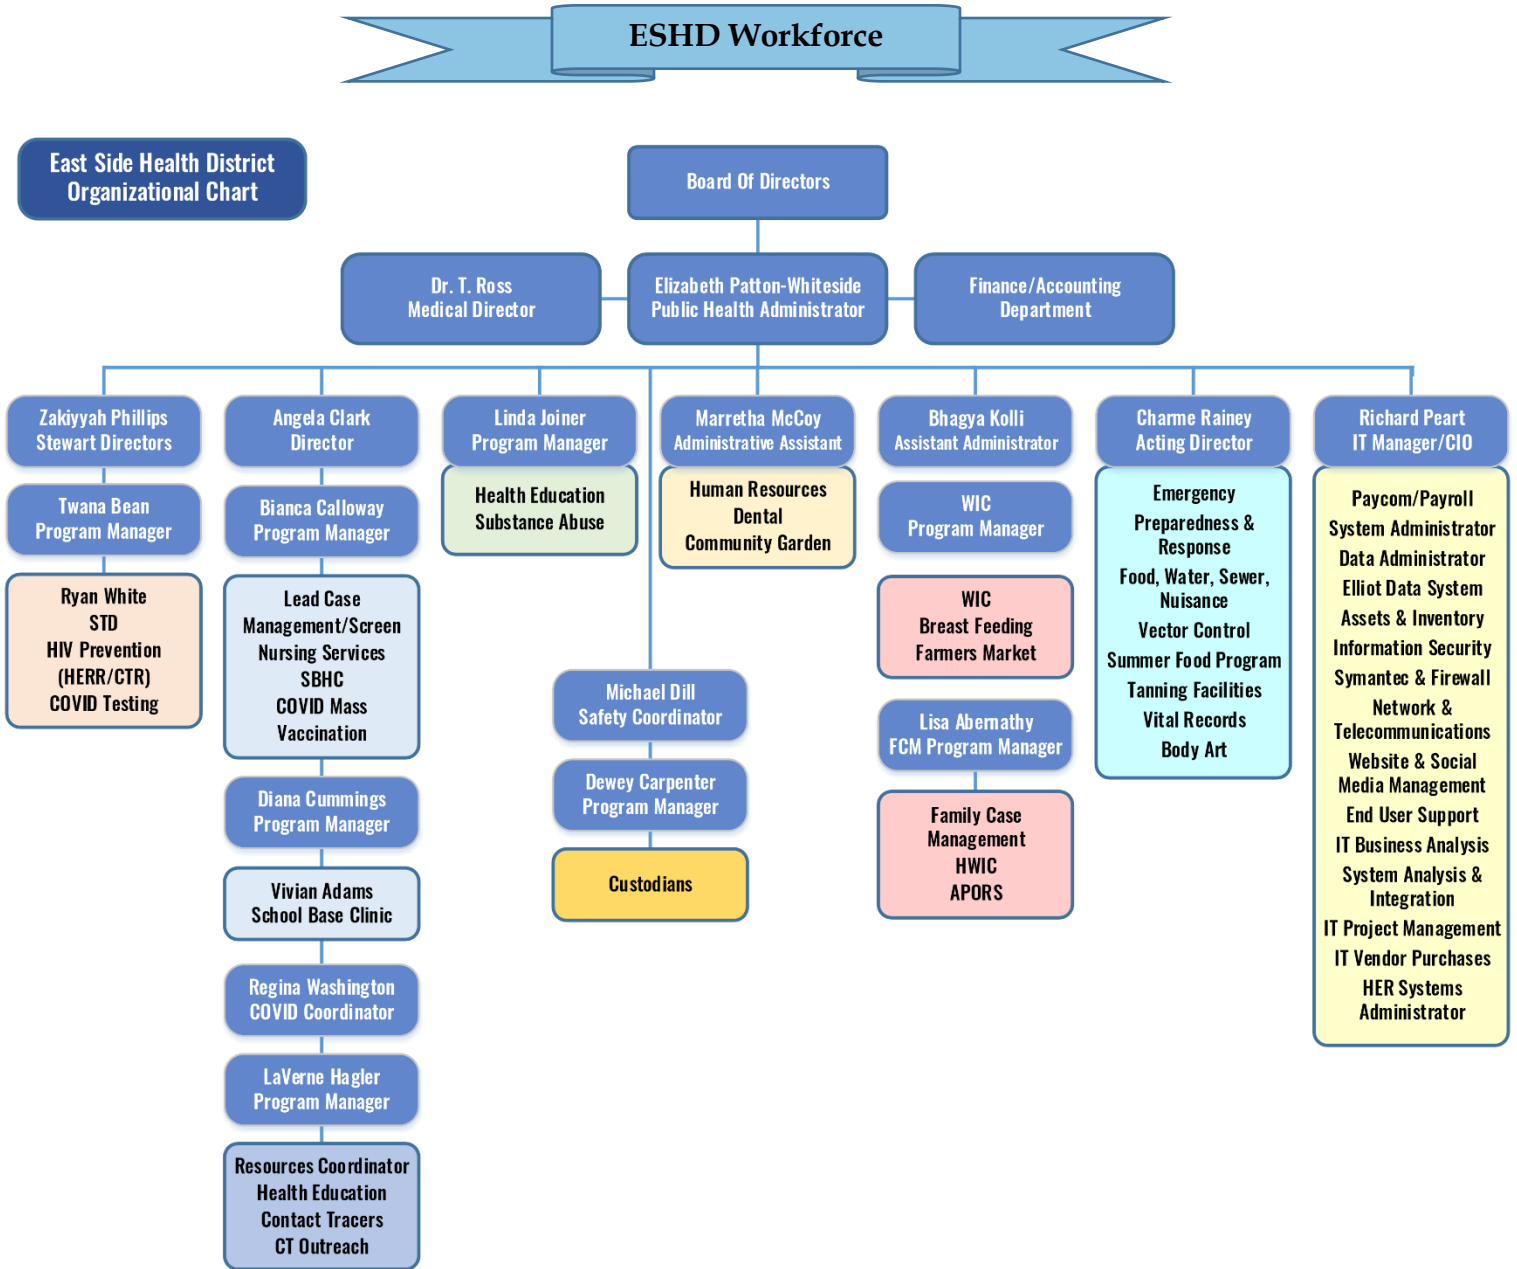 ESHD Workforce
East Side Health District
Organizational Chart
Board Of Directors
Dr. T. Ross
Medical Director
Elizabeth Patton-Whiteside
Public Health Administrator
Finance/Accounting
Department
Zakiyyah Phillips
Stewart Directors
Twana Bean
Program Manager
Ryan White
STD
HIV Prevention
(HERR/CTR)
COVID Testing
Angela Clark
Director
Bianca Calloway
Program Manager
Lead Case
Management/Screen
Nursing Services
SBHC
COVID Mass
Vaccination
Diana Cummings
Program Manager
Vivian Adams
School Base Clinic
Regina Washington
COVID Coordinator
LaVerne Hagler
Program Manager
Resources Coordinator
Health Education
Contact Tracers
CT Outreach
Linda Joiner
Program Manager
Health Education
Substance Abuse
Michael Dill
Safety Coordinator
Dewey Carpenter
Program Manager
Custodians
Marretha McCoy
Administrative Assistant
Human Resources
Dental
Community Garden
Bhagya Kolli
Assistant Administrator
WIC
Program Manager
WIC
Breast Feeding
Farmers Market
Lisa Abernathy
FCM Program Manager
Family Case
Management
HWIC
APORS
Charme Rainey
Acting Director
Emergency
Preparedness &
Response
Food, Water, Sewer,
Nuisance
Vector Control
Summer Food Program
Tanning Facilities
Vital Records
Body Art
Richard Peart
IT Manager/CIO
Paycom/Payroll
System Administrator
Data Administrator
Elliot Data System
Assets & Inventory
Information Security
Symantec & Firewall
Network &
Telecommunications
Website & Social
Media Management
End User Support
IT Business Analysis
System Analysis &
Integration
IT Project Management
IT Vendor Purchases
HER Systems
Administrator